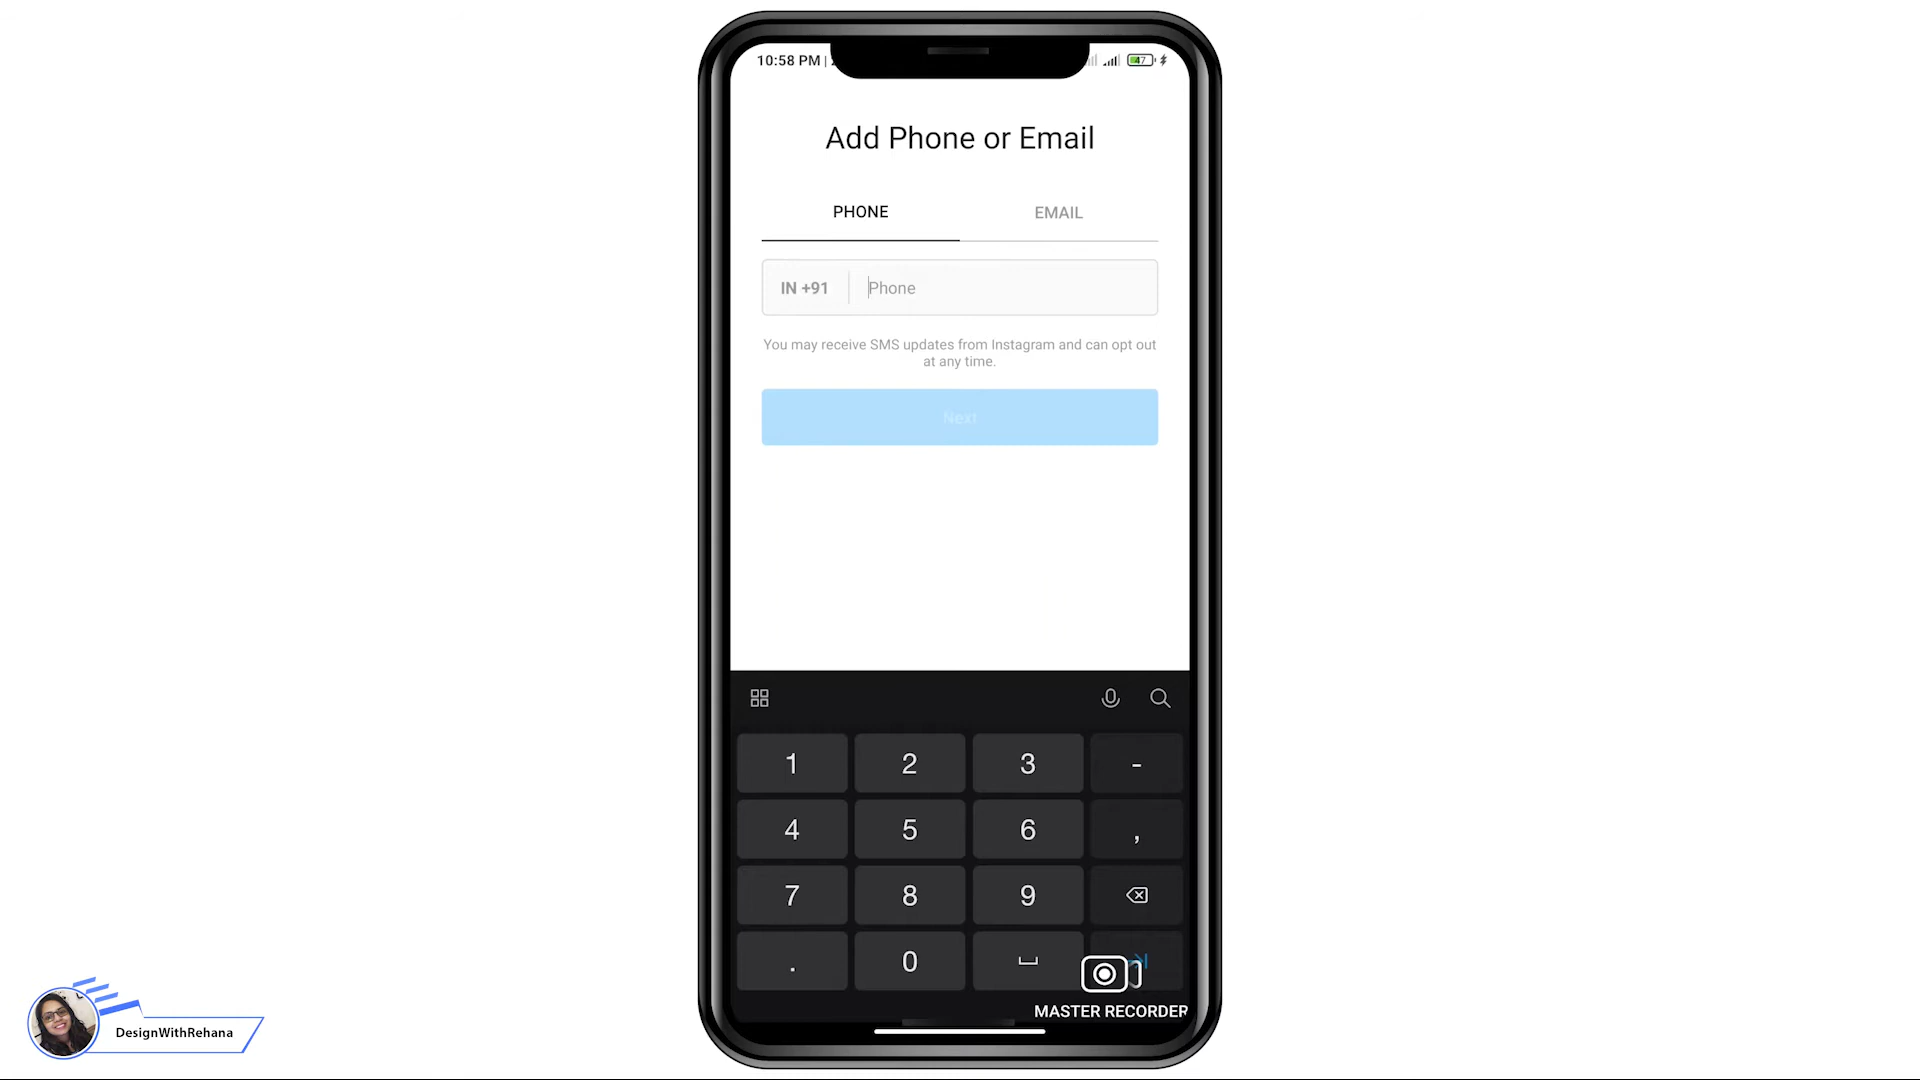 10:58 PM |
47
Add Phone or Email
PHONE
EMAIL
IN +91
Phone
You may receive SMS updates from Instagram and can opt out
at any time.
Next
1
2
3
-
4
5
6
,
7
8
9
.
0
MASTER RECORDER
DesignWithRehana